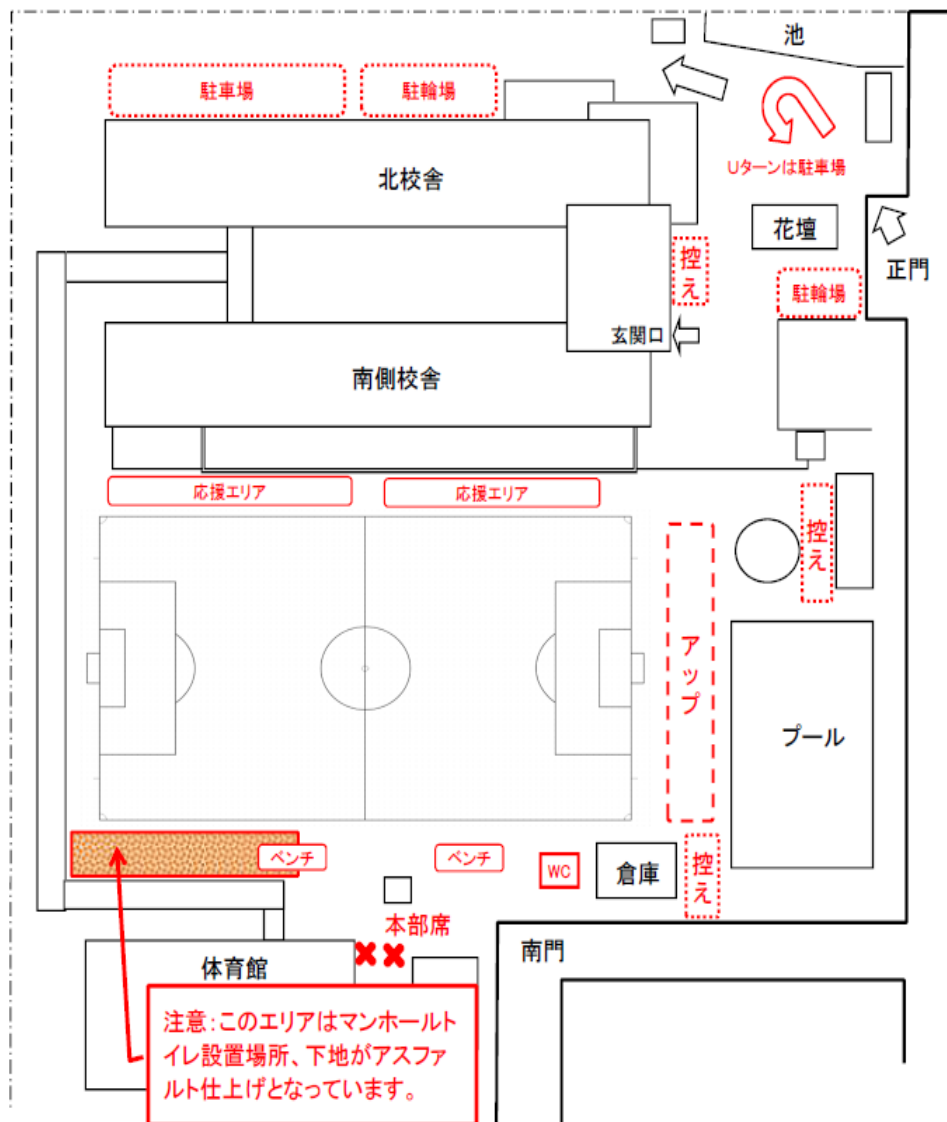 池
駐車場
駐輪場
Uターンは駐車場
北校舎
花壇
控え
正門
駐輪場
玄関口
南側校舎
応援エリア
応援エリア
控え
アップ
プール
ベンチ
ベンチ
WC
倉庫
控え
本部席
南門
体育館
注意：このエリアはマンホールト
イレ設置場所、下地がアスファ
ルト仕上げとなっています。